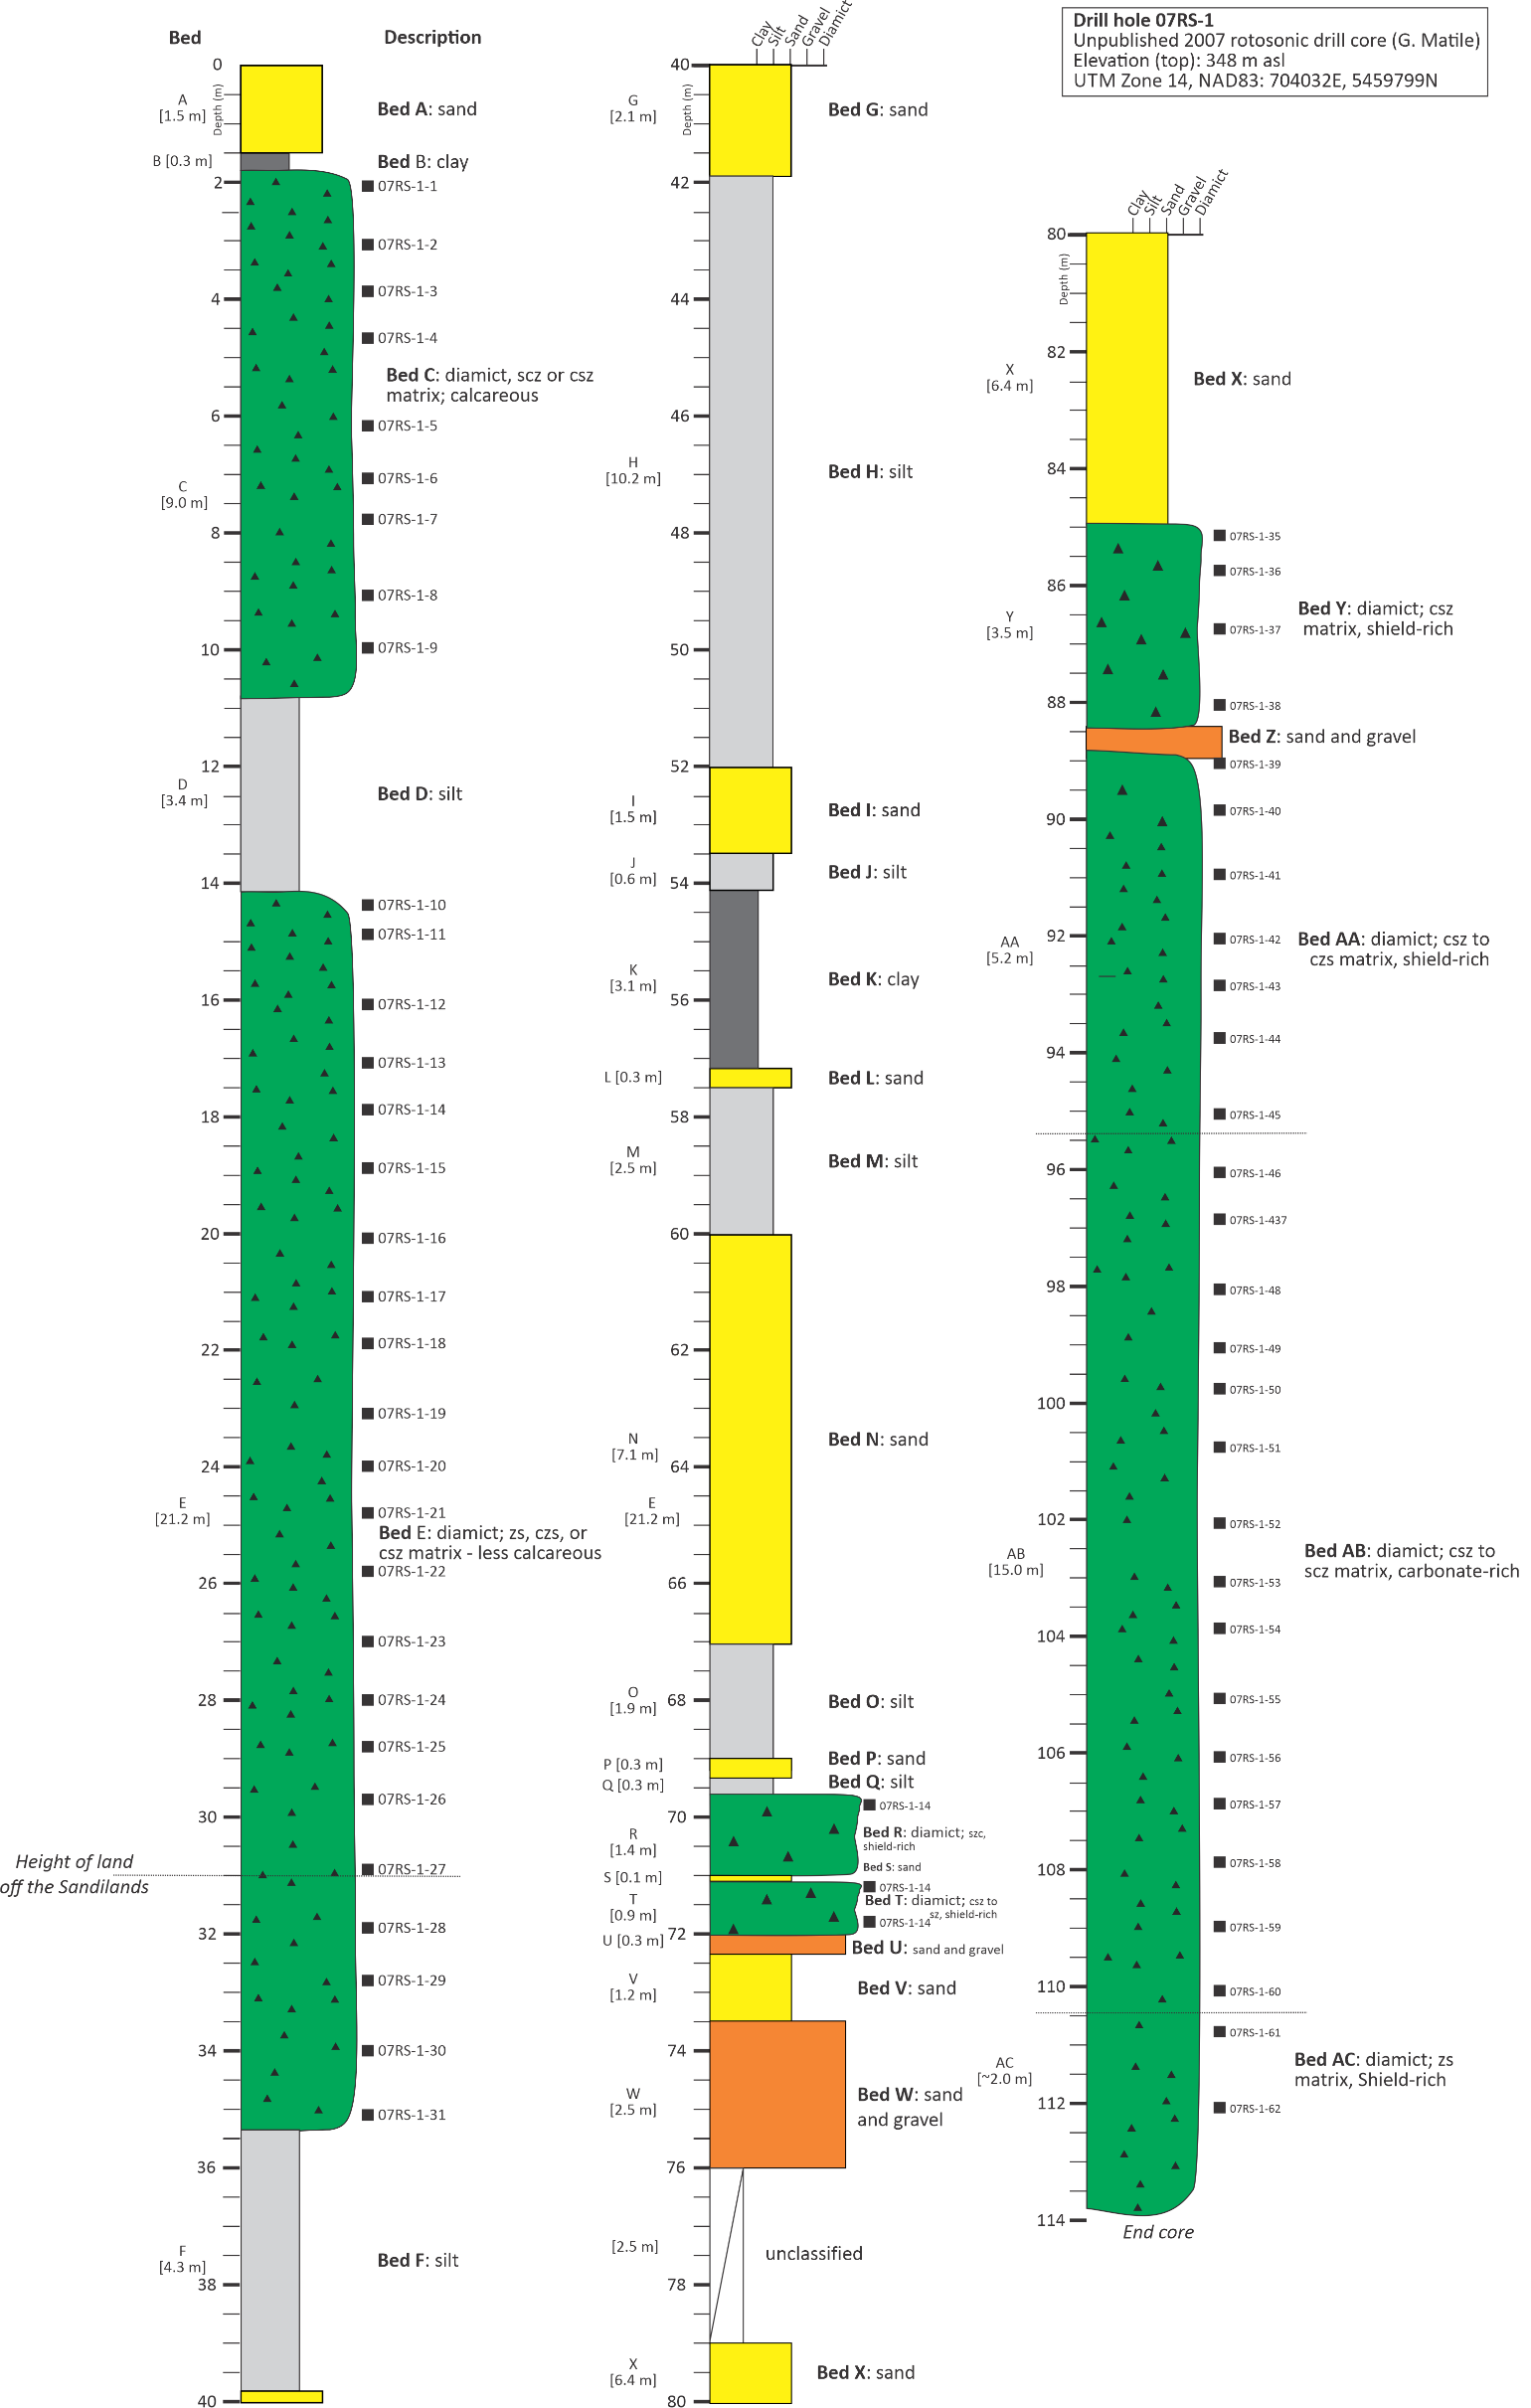 Bed
Description
0
Depth (m)
A
[1.5 m]
Bed A: sand
B [0.3 m]
Bed B: clay
2
07RS-1-1
07RS-1-2
07RS-1-3
4
07RS-1-4
Bed C: diamict, scz or csz
matrix; calcareous
6
07RS-1-5
07RS-1-6
C
[9.0 m]
07RS-1-7
8
07RS-1-8
10
07RS-1-9
12
D
[3.4 m]
Bed D: silt
14
07RS-1-10
07RS-1-11
16
07RS-1-12
07RS-1-13
18
07RS-1-14
07RS-1-15
20
07RS-1-16
07RS-1-17
22
07RS-1-18
07RS-1-19
24
07RS-1-20
E
[21.2 m]
07RS-1-21
Bed E: diamict; zs, czs, or
csz matrix - less calcareous
07RS-1-22
26
07RS-1-23
28
07RS-1-24
07RS-1-25
30
07RS-1-26
Height of land
off the Sandilands
07RS-1-27
32
07RS-1-28
07RS-1-29
34
07RS-1-30
07RS-1-31
36
F
[4.3 m]
Bed F: silt
38
40
Clay
Silt
Sand
Gravel
Diamict
40
Depth (m)
G
[2.1 m]
Bed G: sand
42
44
46
H
[10.2 m]
Bed H: silt
48
50
52
I
[1.5 m]
Bed I: sand
J
[0.6 m]
54
Bed J: silt
K
[3.1 m]
56
Bed K: clay
L [0.3 m]
Bed L: sand
58
M
[2.5 m]
Bed M: silt
60
62
N
[7.1 m]
Bed N: sand
64
E
[21.2 m]
66
O
[1.9 m]
68
Bed O: silt
P [0.3 m]
Bed P: sand
Q [0.3 m]
Bed Q: silt
70
07RS-1-14
R
[1.4 m]
Bed R: diamict; szc,
shield-rich
S [0.1 m]
Bed S: sand
07RS-1-14
T
[0.9 m]
Bed T: diamict; csz to
sz, shield-rich
07RS-1-14
U [0.3 m]
72
Bed U: sand and gravel
V
[1.2 m]
Bed V: sand
74
W
[2.5 m]
Bed W: sand
and gravel
76
[2.5 m]
unclassified
78
X
[6.4 m]
Bed X: sand
80
Drill hole 07RS-1
Unpublished 2007 rotosonic drill core (G. Matile)
Elevation (top): 348 m asl
UTM Zone 14, NAD83: 704032E, 5459799N
Clay
Silt
Sand
Gravel
Diamict
80
Depth (m)
82
X
[6.4 m]
Bed X: sand
84
07RS-1-35
07RS-1-36
86
Y
[3.5 m]
Bed Y: diamict; csz
matrix, shield-rich
07RS-1-37
88
07RS-1-38
Bed Z: sand and gravel
07RS-1-39
90
07RS-1-40
07RS-1-41
92
AA
[5.2 m]
07RS-1-42
Bed AA: diamict; csz to
czs matrix, shield-rich
07RS-1-43
94
07RS-1-44
07RS-1-45
96
07RS-1-46
07RS-1-437
98
07RS-1-48
07RS-1-49
07RS-1-50
100
07RS-1-51
102
07RS-1-52
AB
[15.0 m]
Bed AB: diamict; csz to
scz matrix, carbonate-rich
07RS-1-53
104
07RS-1-54
07RS-1-55
106
07RS-1-56
07RS-1-57
108
07RS-1-58
07RS-1-59
110
07RS-1-60
07RS-1-61
AC
[~2.0 m]
Bed AC: diamict; zs
matrix, Shield-rich
112
07RS-1-62
114
End core